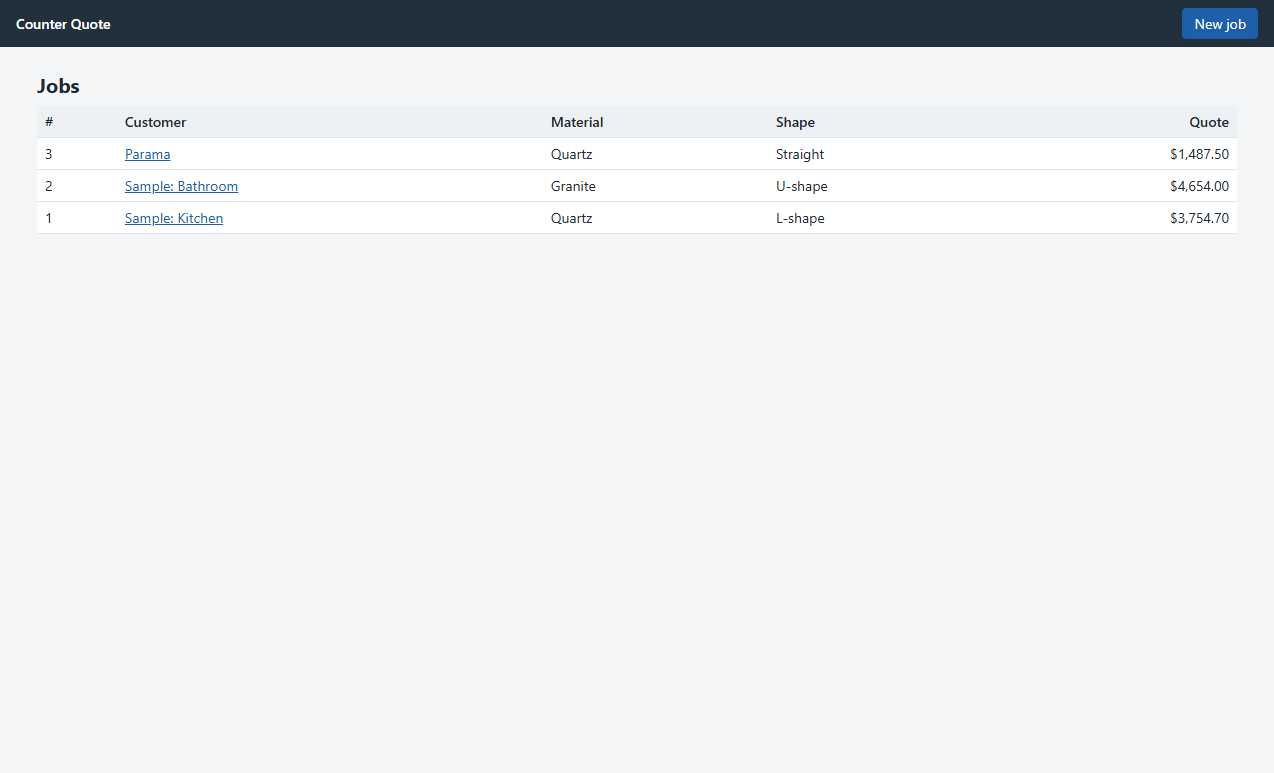 Counter Quote New job
Jobs
# Customer Material Shape Quote
3 Parama Quartz Straight $1,487.50
2 Sample: Bathroom Granite U-shape $4,654.00
1 Sample: Kitchen Quartz L-shape $3,754.70